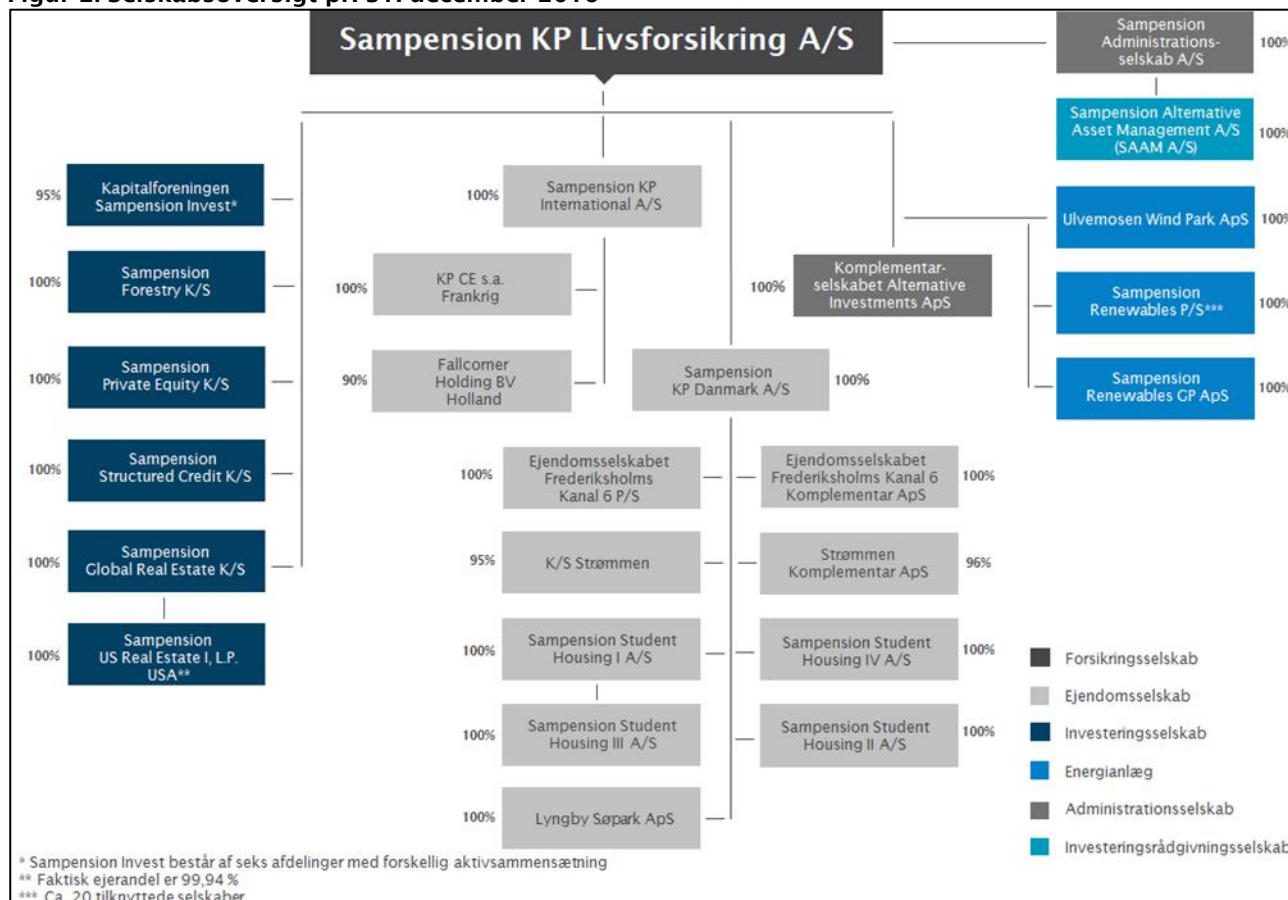 Sampension KP Livsforsikring A/S
Sampension
Administrations-
selskab A/S
100%
Sampension Alternative
Asset Management A/S
(SAAM A/S)
100%
95%
Kapitalforeningen
Sampension Invest*
100%
Sampension
Forestry K/S
100%
Sampension
Private Equity K/S
100%
Sampension
Structured Credit K/S
100%
Sampension
Global Real Estate K/S
100%
Sampension
US Real Estate I, L.P.
USA**
100%
Sampension KP
International A/S
100%
KP CE s.a.
Frankrig
90%
Fallcorner
Holding BV
Holland
Sampension
KP Danmark A/S
100%
100%
Ejendomsselskabet
Frederiksholms
Kanal 6 P/S
Ejendomsselskabet
Frederiksholms Kanal 6
Komplementar ApS
100%
95%
K/S Strømmen
Strømmen
Komplementar ApS
96%
100%
Sampension Student
Housing I A/S
Sampension Student
Housing IV A/S
100%
100%
Sampension Student
Housing III A/S
Sampension Student
Housing II A/S
100%
100%
Lyngby Søpark ApS
100%
Komplementar-
selskabet Alternative
Investments ApS
Ulvemosen Wind Park ApS
100%
Sampension
Renewables P/S***
100%
Sampension
Renewables GP ApS
100%
Forsikringsselskab
Ejendomsselskab
Investeringsselskab
Energianlæg
Administrationsselskab
Investeringsrådgivningsselskab
* Sampension Invest består af seks afdelinger med forskellig aktivsammensætning
** Faktisk ejerandel er 99,94 %
*** Ca. 20 tilknyttede selskaber